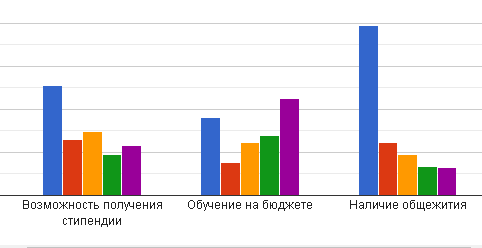 Возможность получения
стипендии
Обучение на бюджете
Наличие общежития